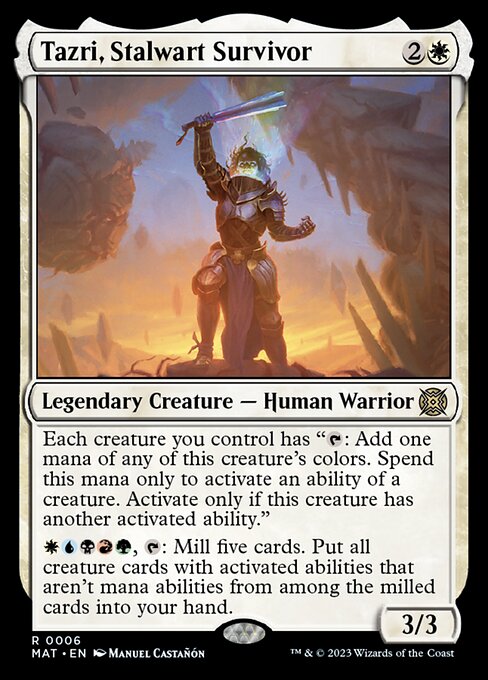 Tazri, Stalwart Survivor 2
Legendary Creature — Human Warrior
Each creature you control has “: Add one
mana of any of this creature’s colors. Spend
this mana only to activate an ability of a
creature. Activate only if this creature has
another activated ability.”
, : Mill five cards. Put all
creature cards with activated abilities that
aren’t mana abilities from among the milled
cards into your hand.
3/3
R 0006
MAT • EN Manuel Castañón
™ & © 2023 Wizards of the Coast